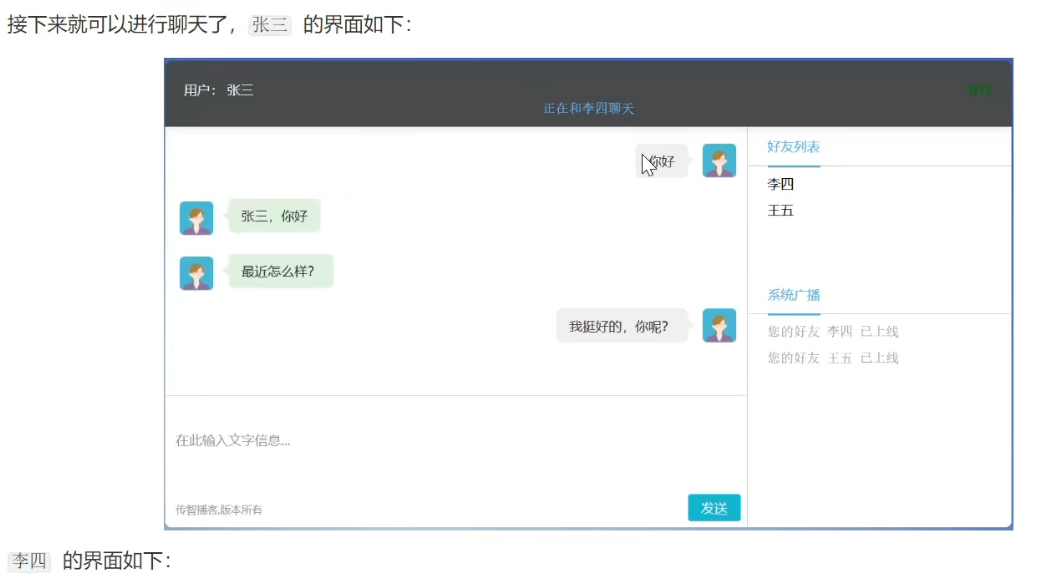 接下来就可以进行聊天了， 张三 的界面如下：
用户： 张三
正在和李四聊天
你好
张三，你好
最近怎么样？
我挺好的，你呢？
在此输入文字信息...
传智播客,版本所有
发送
好友列表
李四
王五
系统广播
您的好友 李四 已上线
您的好友 王五 已上线
李四 的界面如下：